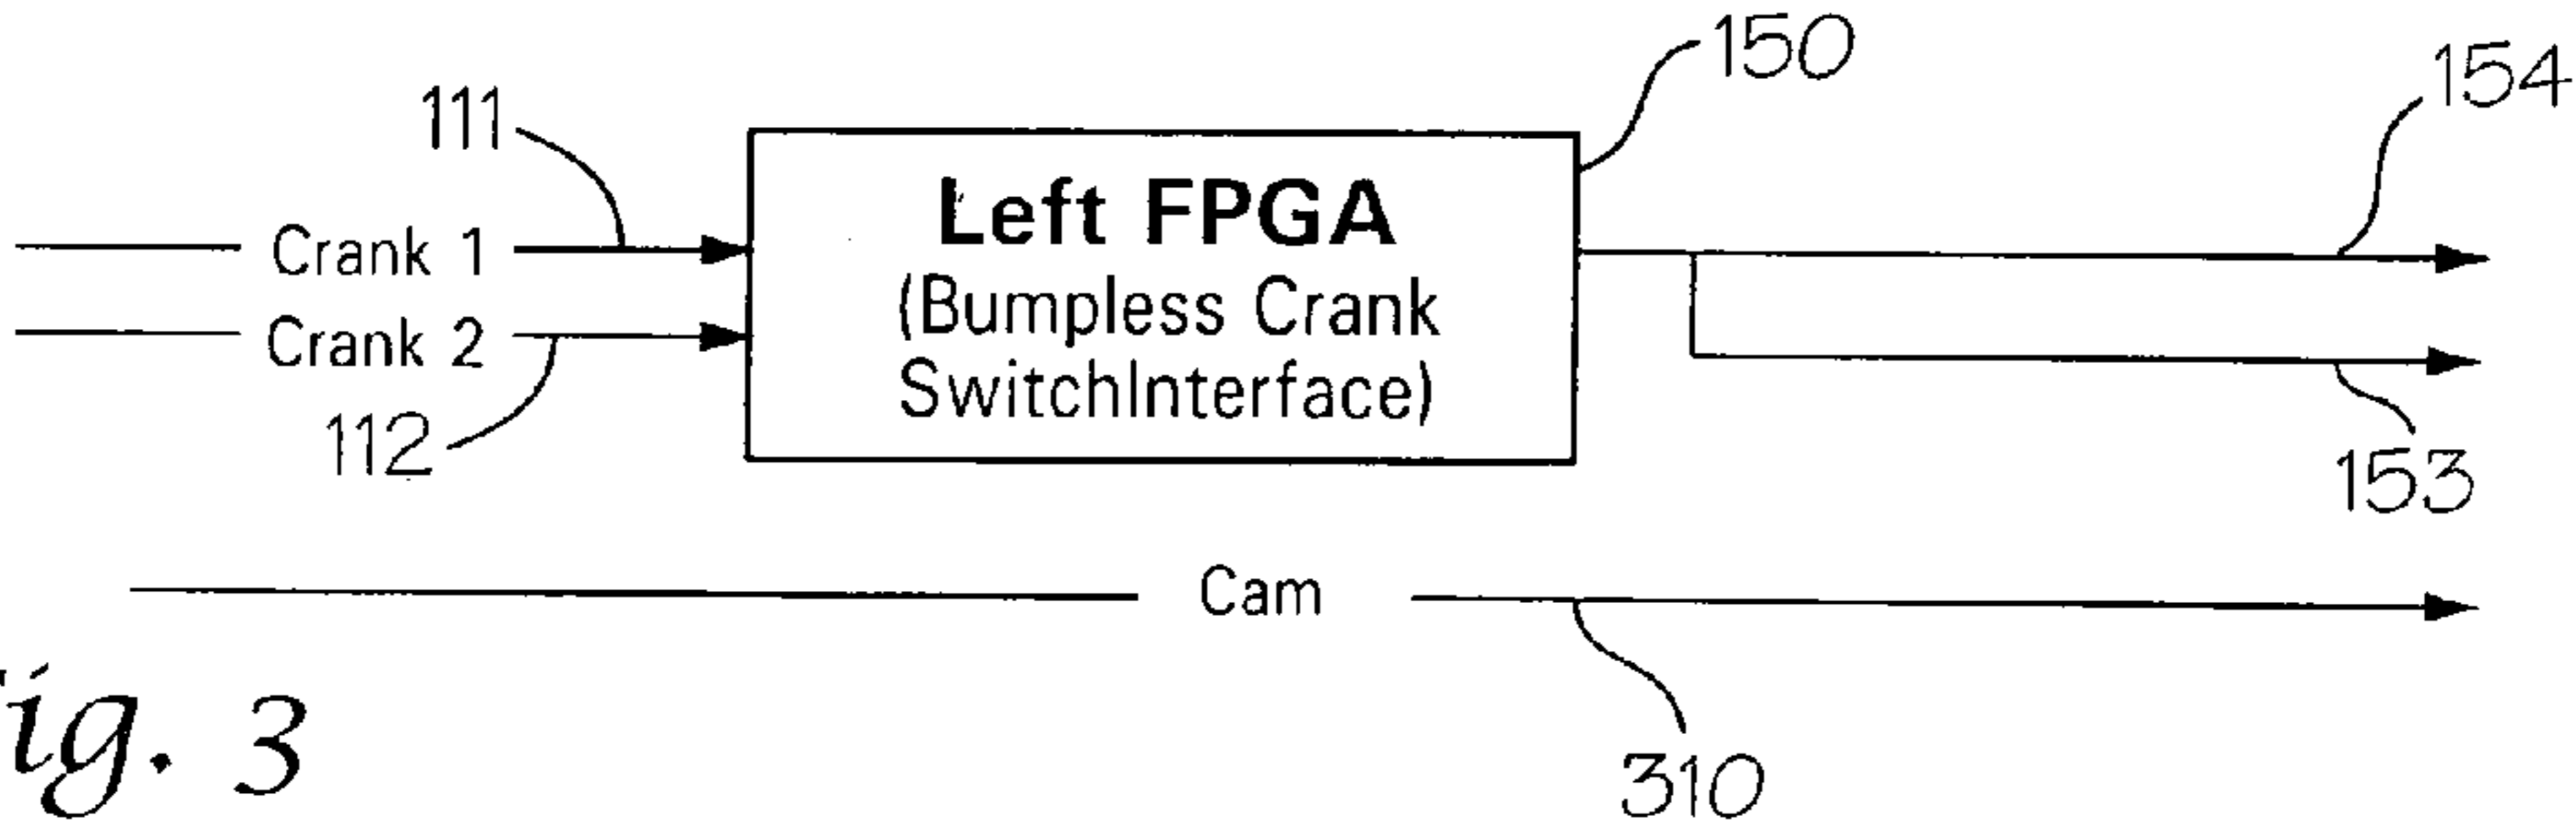 150
154
111
Left FPGA
Crank 1
(Bumpless Crank
Crank 2
SwitchInterface)
112
153
Cam
310
ig. 3